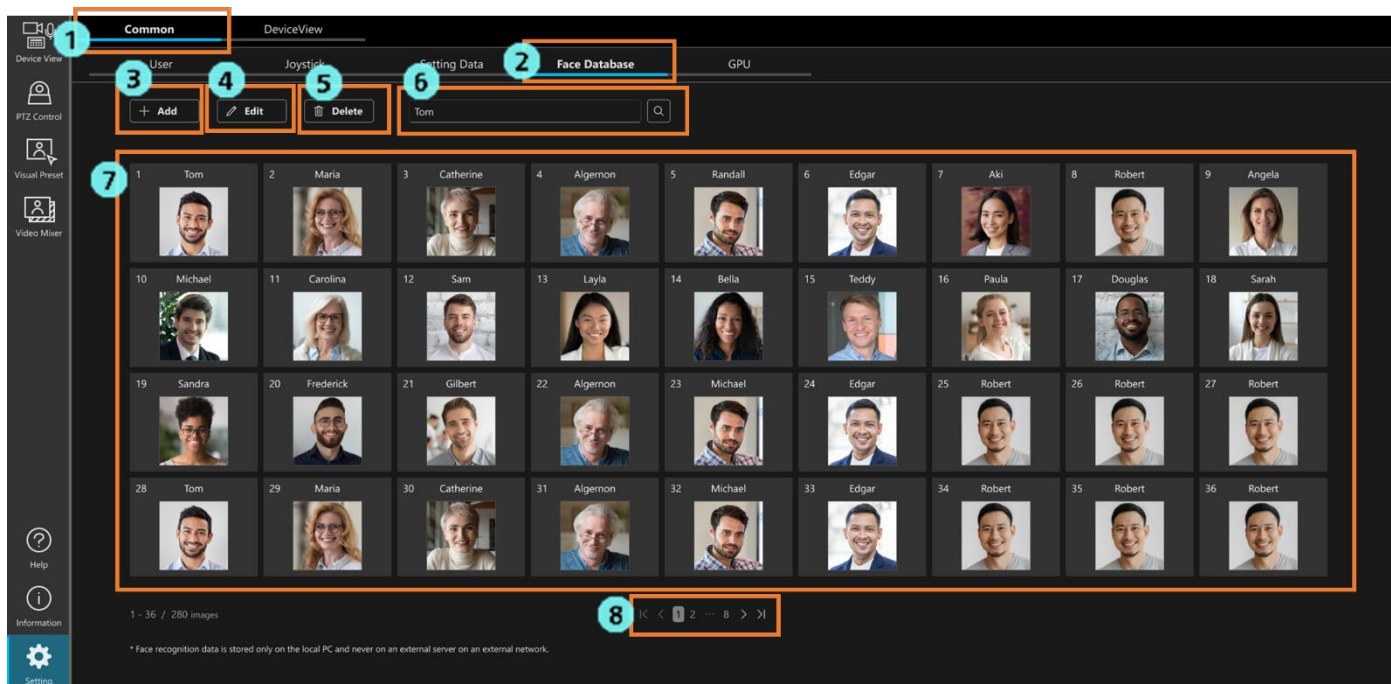 1 Common DeviceView
Device View
User Joystick Setting Data 2 Face Database GPU
3 4 5 6
+ Add Edit Delete Tom
PTZ Control
Visual Preset
7
1 Tom 2 Maria 3 Catherine 4 Algernon 5 Randall 6 Edgar 7 Aki 8 Robert 9 Angela
Video Mixer
10 Michael 11 Carolina 12 Sam 13 Layla 14 Bella 15 Teddy 16 Paula 17 Douglas 18 Sarah
19 Sandra 20 Frederick 21 Gilbert 22 Algernon 23 Michael 24 Edgar 25 Robert 26 Robert 27 Robert
28 Tom 29 Maria 30 Catherine 31 Algernon 32 Michael 33 Edgar 34 Robert 35 Robert 36 Robert
Help
Information
1 - 36 / 280 images 8 1 2 ... 8
* Face recognition data is stored only on the local PC and never on an external server on an external network.
Setting